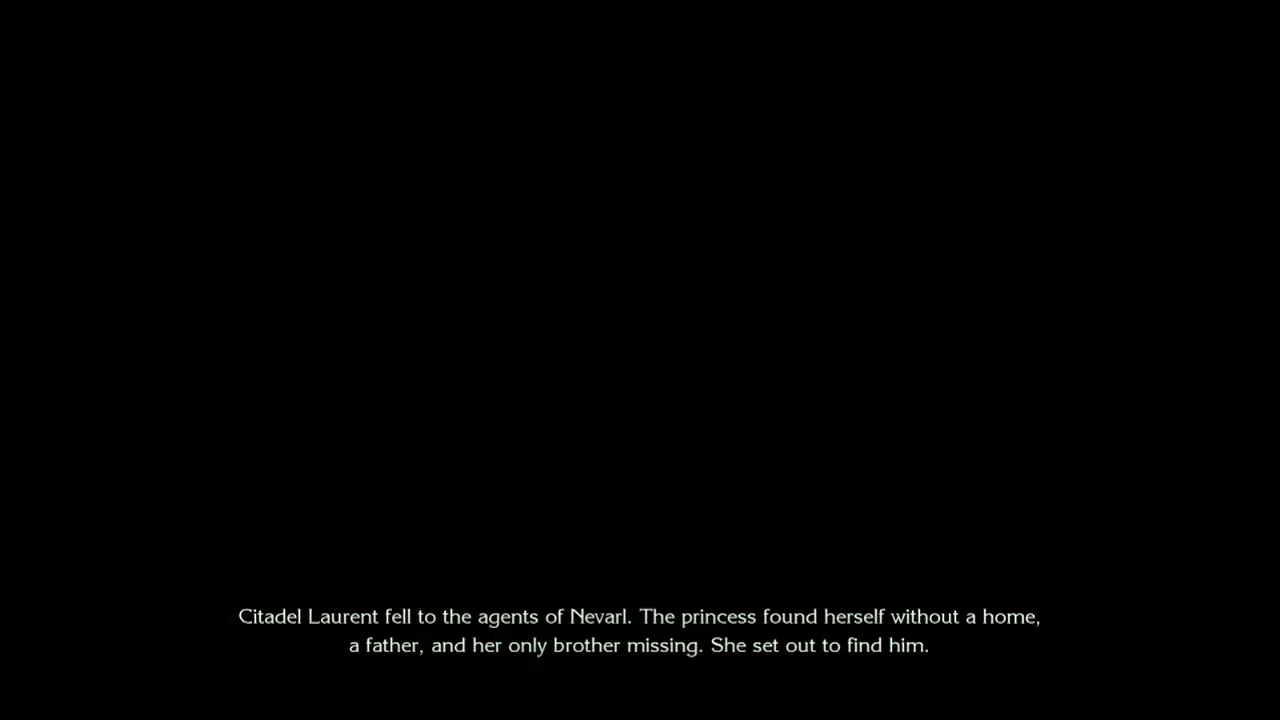 Citadel Laurent fell to the agents of Nevarl. The princess found herself without a home,
a father, and her only brother missing. She set out to find him.